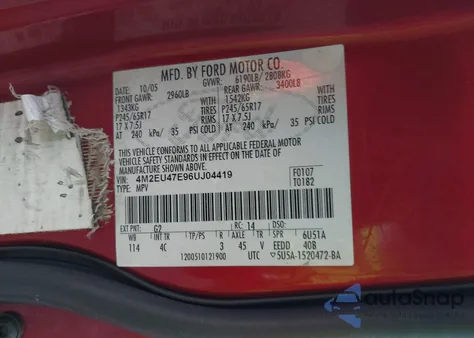 MFD. BY FORD MOTOR CO.
DATE: 10/05 GVWR: 6190LB/ 2808KG
FRONT GAWR: 2960LB REAR GAWR: 3400LB
1343KG WITH 1542KG WITH
P245/65R17 TIRES P245/65R17 TIRES
17 X 7.5J RIMS 17 X 7.5J RIMS
AT 240 kPa/ 35 PSI COLD AT 240 kPa/ 35 PSI COLD
THIS VEHICLE CONFORMS TO ALL APPLICABLE FEDERAL MOTOR
VEHICLE SAFETY STANDARDS IN EFFECT ON THE DATE OF
MANUFACTURE SHOWN ABOVE.
VIN: 4M2EU47E96UJ04419 F0107
TYPE: MPV T0182
EXT PNT: G2 RC: 14 DSO:
WB INT TR TP/PS R AXLE TR SPR 6U5TA
114 4C 3 45 V EEDD 40B
1200510121900 UTC 5U5A-1520472-BA
autoSnap